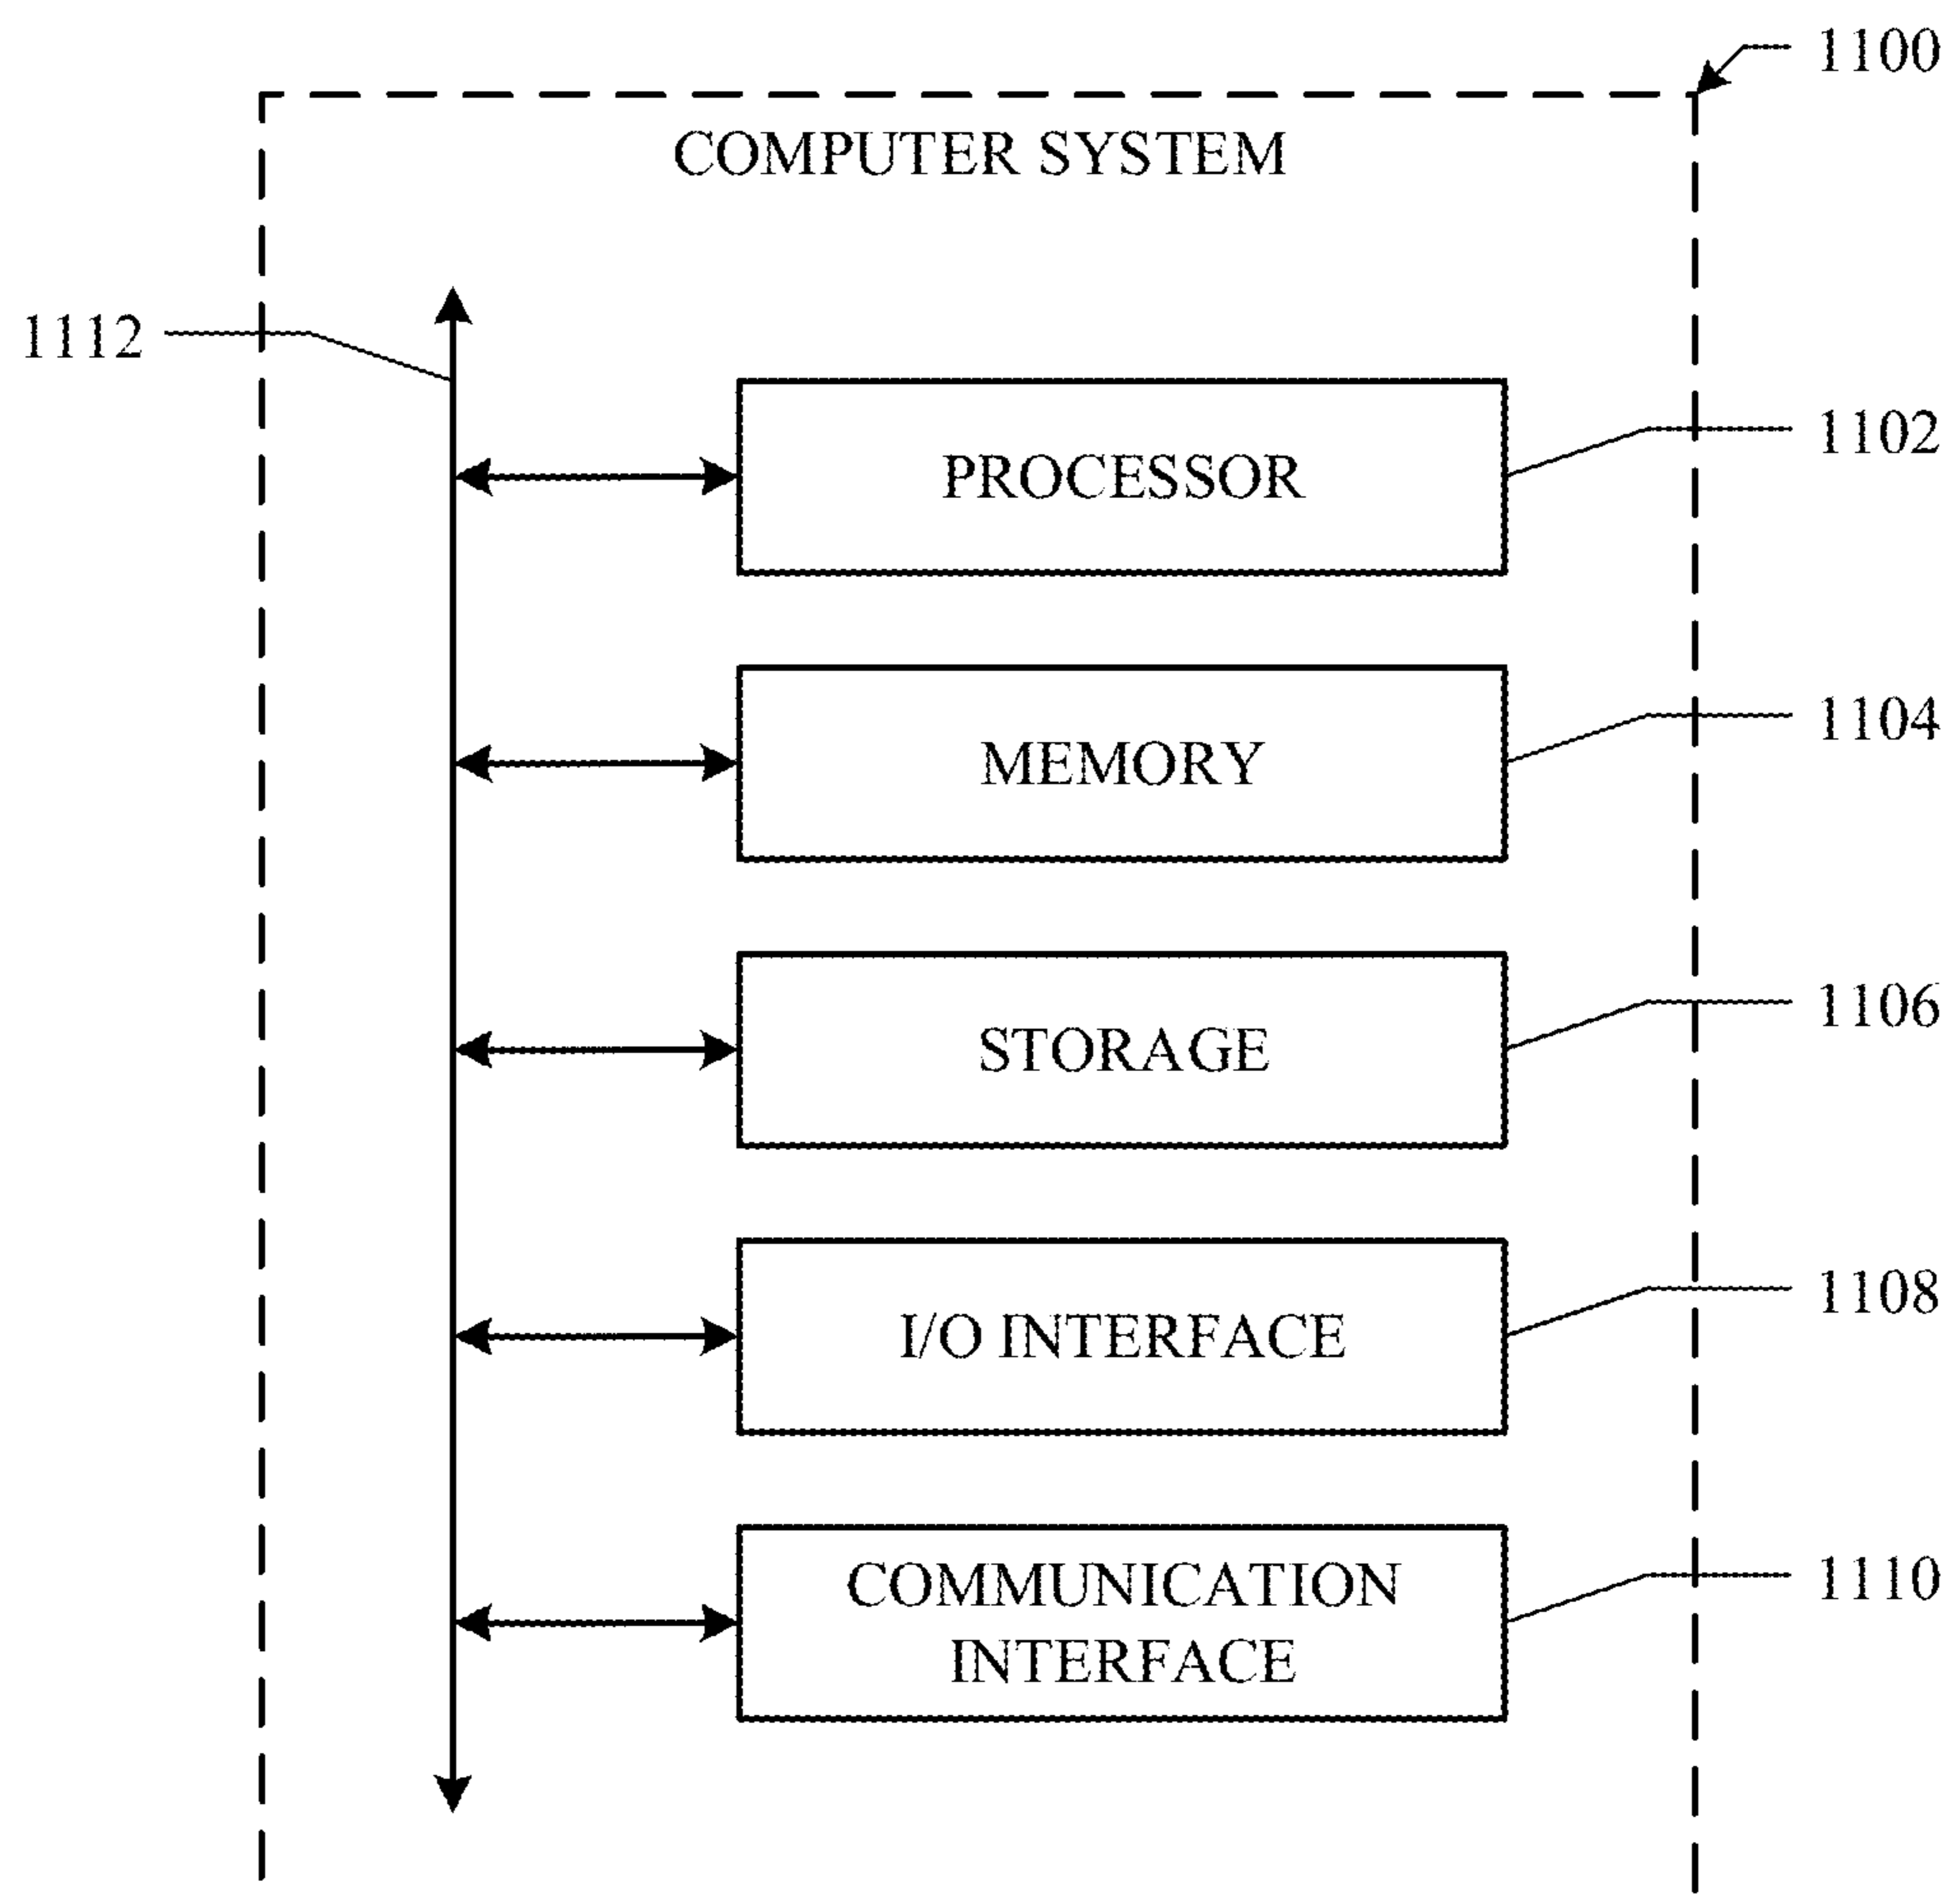 1100
COMPUTER SYSTEM
1112
PROCESSOR
1102
MEMORY
1104
STORAGE
1106
I/O INTERFACE
1108
COMMUNICATION
INTERFACE
1110